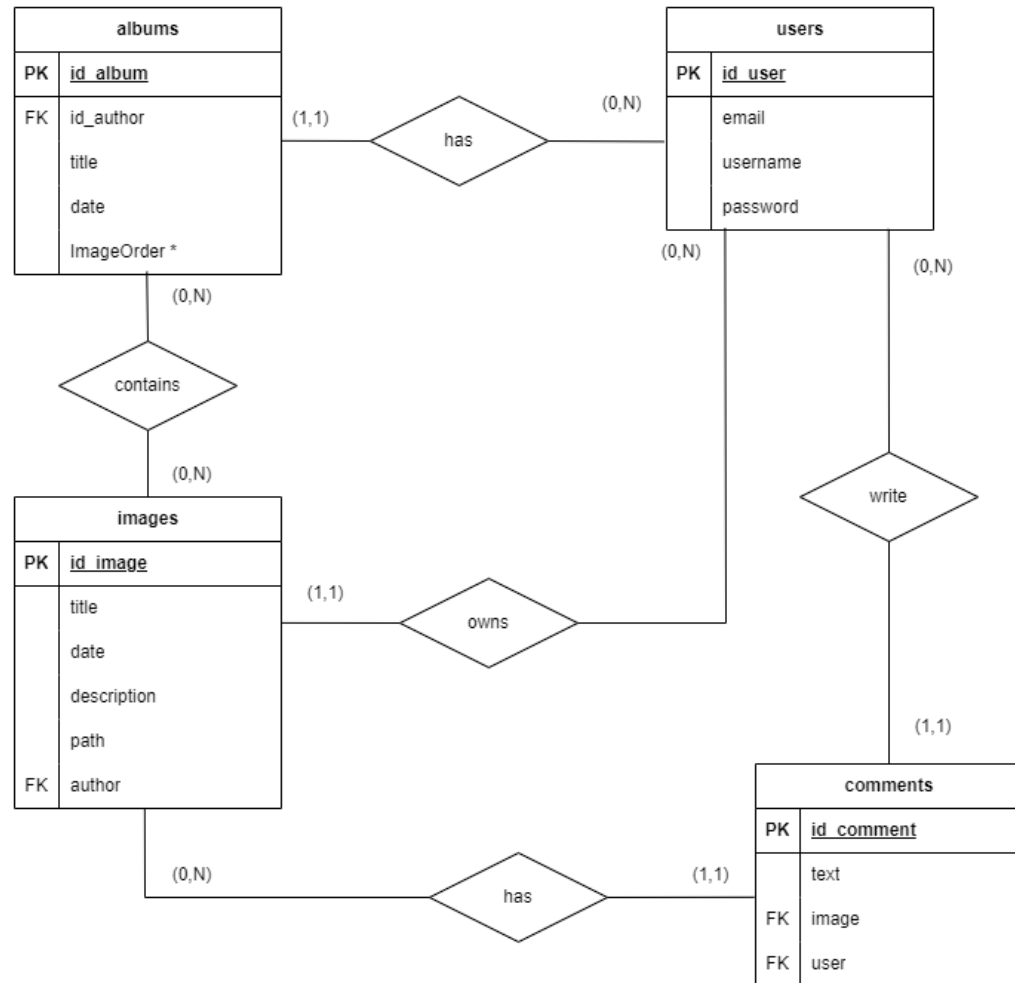 albums
PK id_album
FK id_author
title
date
ImageOrder *
(1,1)
has
(0,N)
users
PK id_user
email
username
password
(0,N)
(0,N)
(0,N)
contains
(0,N)
write
images
PK id_image
title
date
description
path
FK author
(1,1)
owns
(1,1)
comments
PK id_comment
text
FK image
FK user
(0,N)
has
(1,1)